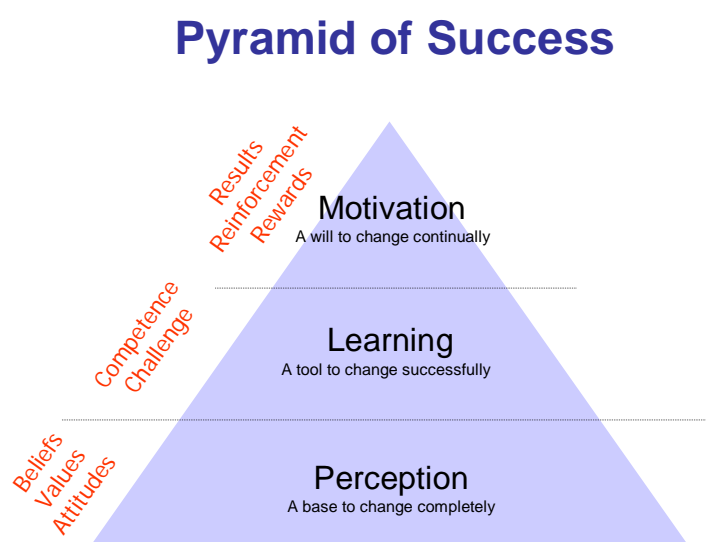 Pyramid of Success
Results
Reinforcement
Rewards
Motivation
A will to change continually
Competence
Challenge
Learning
A tool to change successfully
Beliefs
Values
Attitudes
Perception
A base to change completely